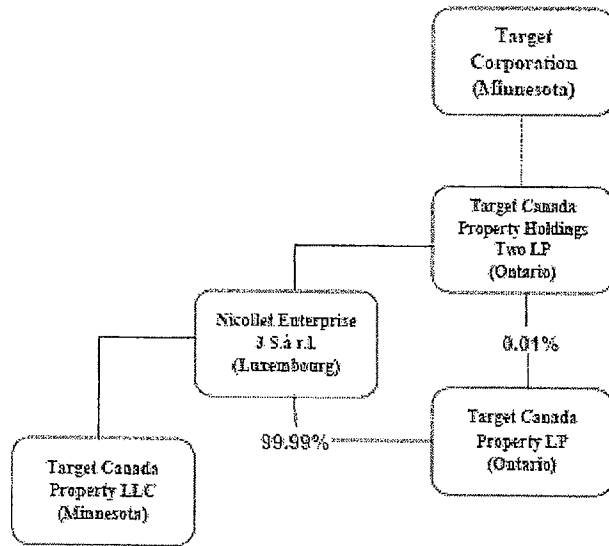 Target
Corporation
(Minnesota)
Target Canada
Property Holdings
Two LP
(Ontario)
Nicollet Enterprise
3 S.à r.l.
(Luxembourg)
0.01%
99.99%
Target Canada
Property LP
(Ontario)
Target Canada
Property LLC
(Minnesota)